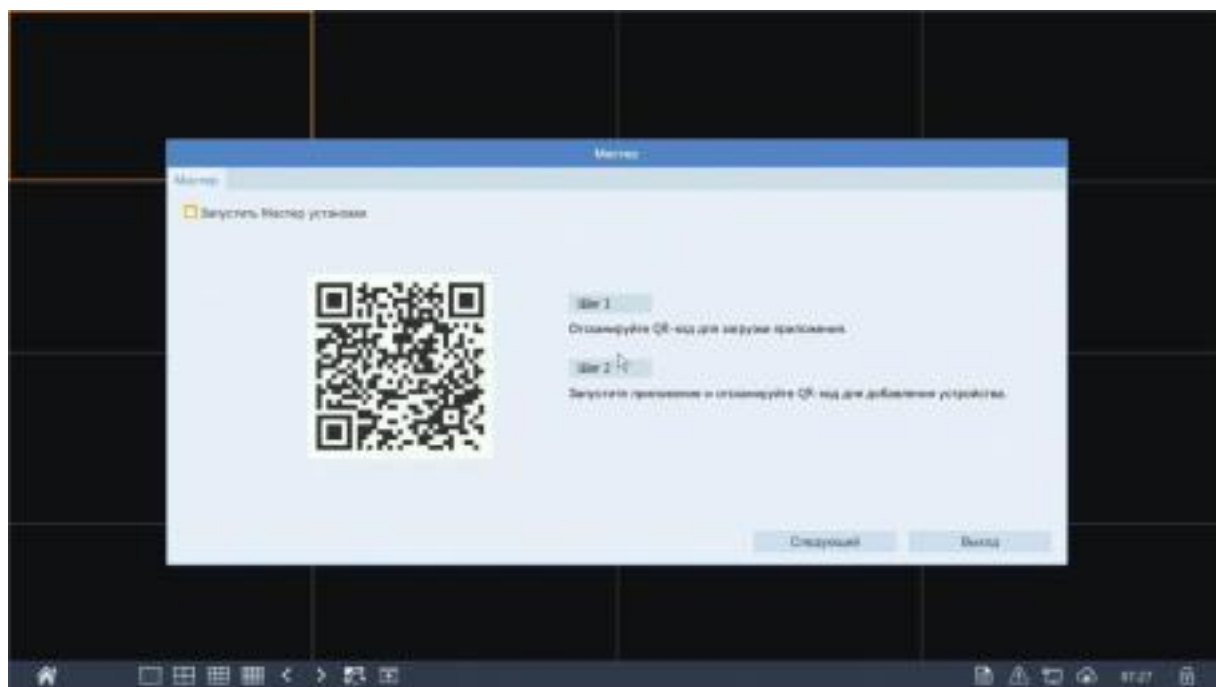 Мастер
Мастер
Запустить Мастер установки
Шаг 1
Отсканируйте QR-код для загрузки приложения.
Шаг 2
Запустите приложение и отсканируйте QR-код для добавления устройства.
Следующий
Выход